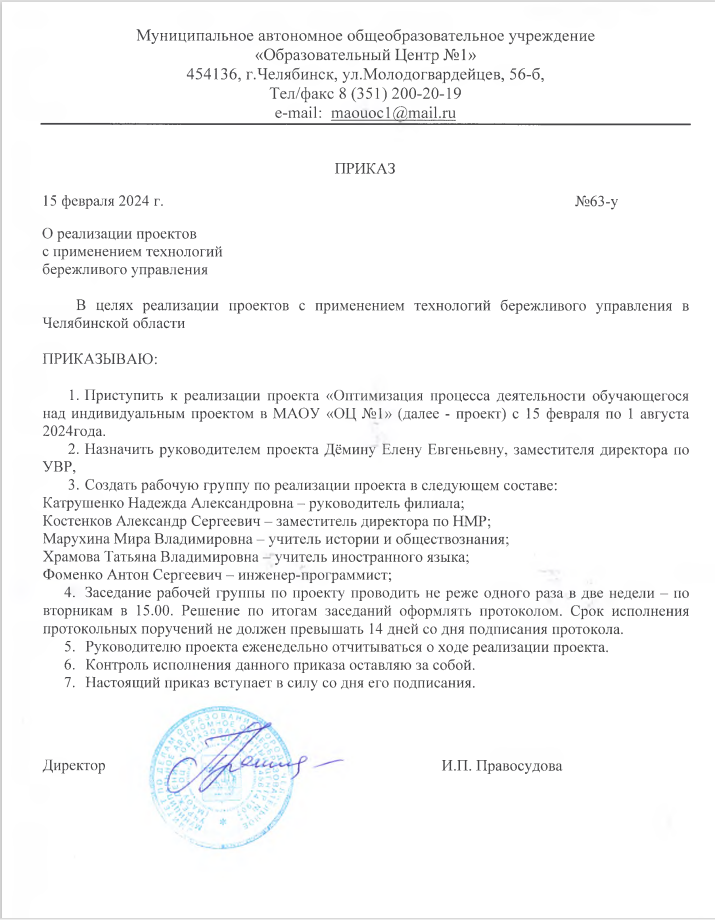 Муниципальное автономное общеобразовательное учреждение
«Образовательный Центр №1»
454136, г.Челябинск, ул.Молодогвардейцев, 56-б,
Тел/факс 8 (351) 200-20-19
e-mail: maouoc1@mail.ru
ПРИКАЗ
15 февраля 2024 г. №63-у
О реализации проектов
с применением технологий
бережливого управления
В целях реализации проектов с применением технологий бережливого управления в
Челябинской области
ПРИКАЗЫВАЮ:
1. Приступить к реализации проекта «Оптимизация процесса деятельности обучающегося
над индивидуальным проектом в МАОУ «ОЦ №1» (далее - проект) с 15 февраля по 1 августа
2024года.
2. Назначить руководителем проекта Дёмину Елену Евгеньевну, заместителя директора по
УВР,
3. Создать рабочую группу по реализации проекта в следующем составе:
Катрушенко Надежда Александровна – руководитель филиала;
Костенков Александр Сергеевич – заместитель директора по НМР;
Марухина Мира Владимировна – учитель истории и обществознания;
Храмова Татьяна Владимировна – учитель иностранного языка;
Фоменко Антон Сергеевич – инженер-программист;
4. Заседание рабочей группы по проекту проводить не реже одного раза в две недели – по
вторникам в 15.00. Решение по итогам заседаний оформлять протоколом. Срок исполнения
протокольных поручений не должен превышать 14 дней со дня подписания протокола.
5. Руководителю проекта еженедельно отчитываться о ходе реализации проекта.
6. Контроль исполнения данного приказа оставляю за собой.
7. Настоящий приказ вступает в силу со дня его подписания.
Директор И.П. Правосудова